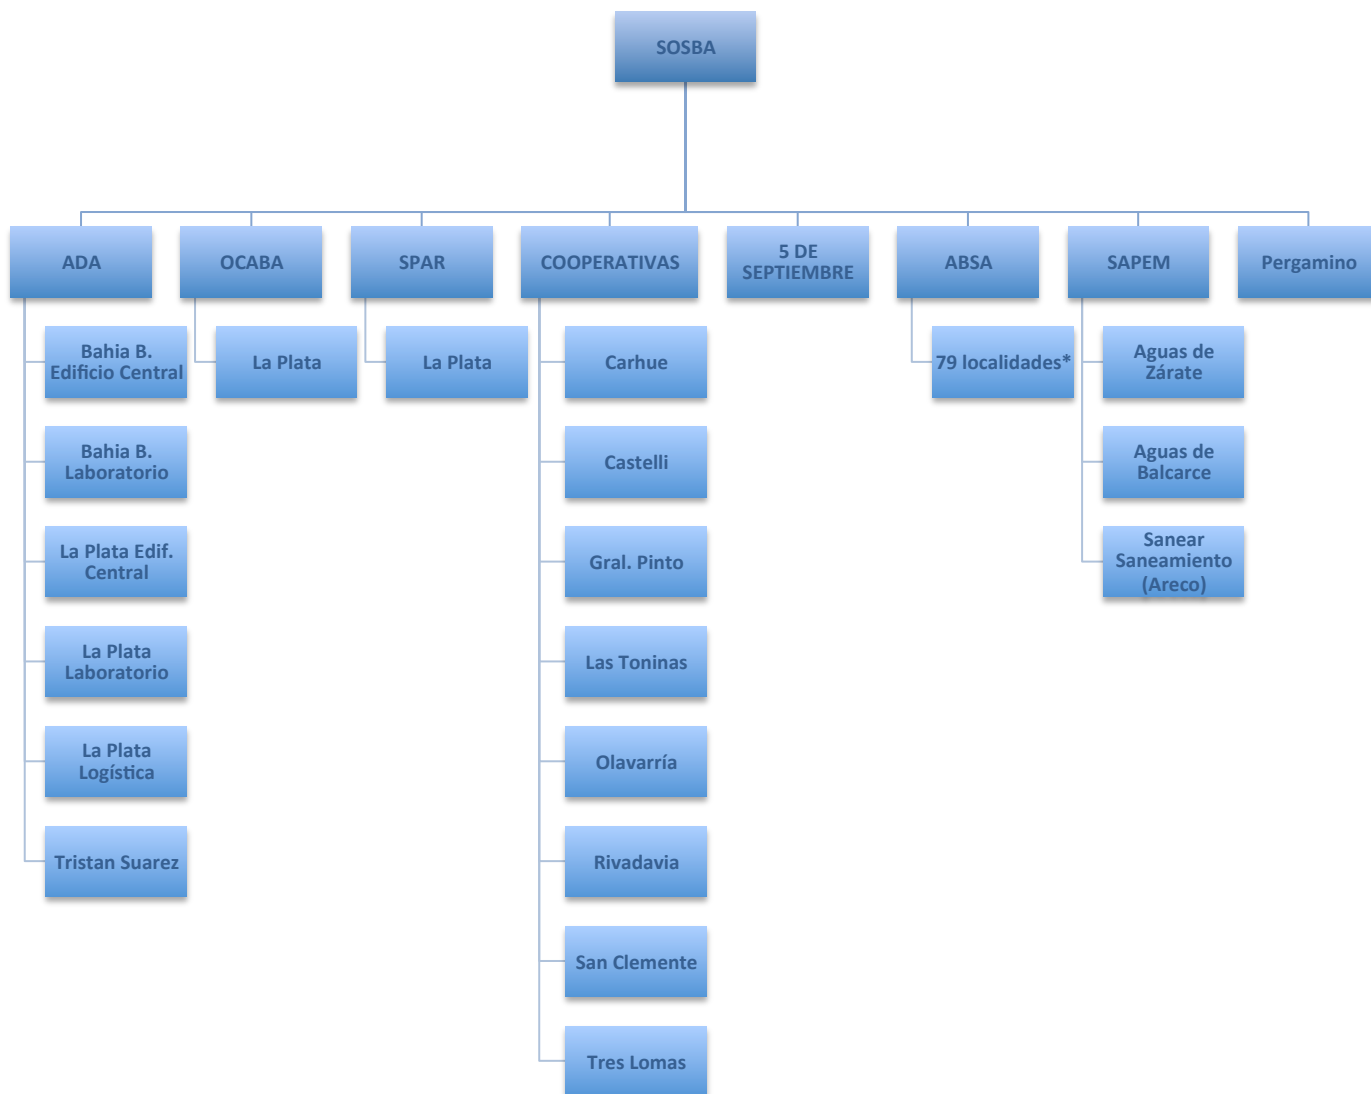 SOSBA
ADA
OCABA
SPAR
COOPERATIVAS
5 DE
SEPTIEMBRE
ABSA
SAPEM
Pergamino
Bahia B.
Edificio Central
Bahia B.
Laboratorio
La Plata Edif.
Central
La Plata
Laboratorio
La Plata
Logística
Tristan Suarez
La Plata
La Plata
Carhue
Castelli
Gral. Pinto
Las Toninas
Olavarría
Rivadavia
San Clemente
Tres Lomas
79 localidades*
Aguas de
Zárate
Aguas de
Balcarce
Sanear
Saneamiento
(Areco)